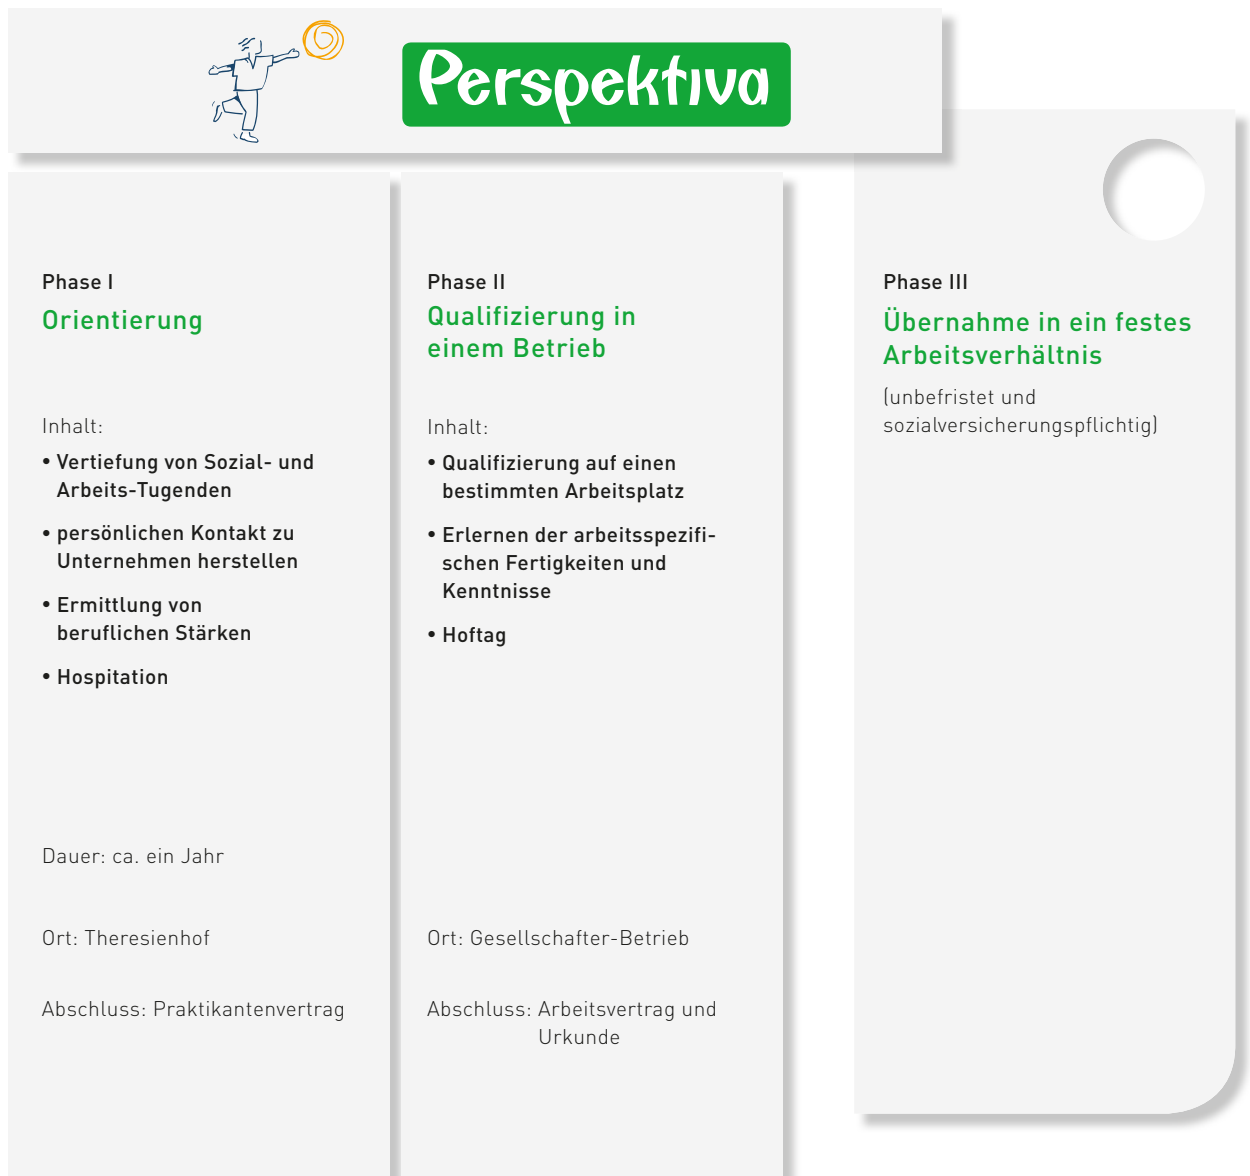 Perspektiva
Phase I
Orientierung
Inhalt:
• Vertiefung von Sozial- und
Arbeits-Tugenden
• persönlichen Kontakt zu
Unternehmen herstellen
• Ermittlung von
beruflichen Stärken
• Hospitation
Dauer: ca. ein Jahr
Ort: Theresienhof
Abschluss: Praktikantenvertrag
Phase II
Qualifizierung in
einem Betrieb
Inhalt:
• Qualifizierung auf einen
bestimmten Arbeitsplatz
• Erlernen der arbeitsspezifi-
schen Fertigkeiten und
Kenntnisse
• Hoftag
Ort: Gesellschafter-Betrieb
Abschluss: Arbeitsvertrag und
Urkunde
Phase III
Übernahme in ein festes
Arbeitsverhältnis
(unbefristet und
sozialversicherungspflichtig)